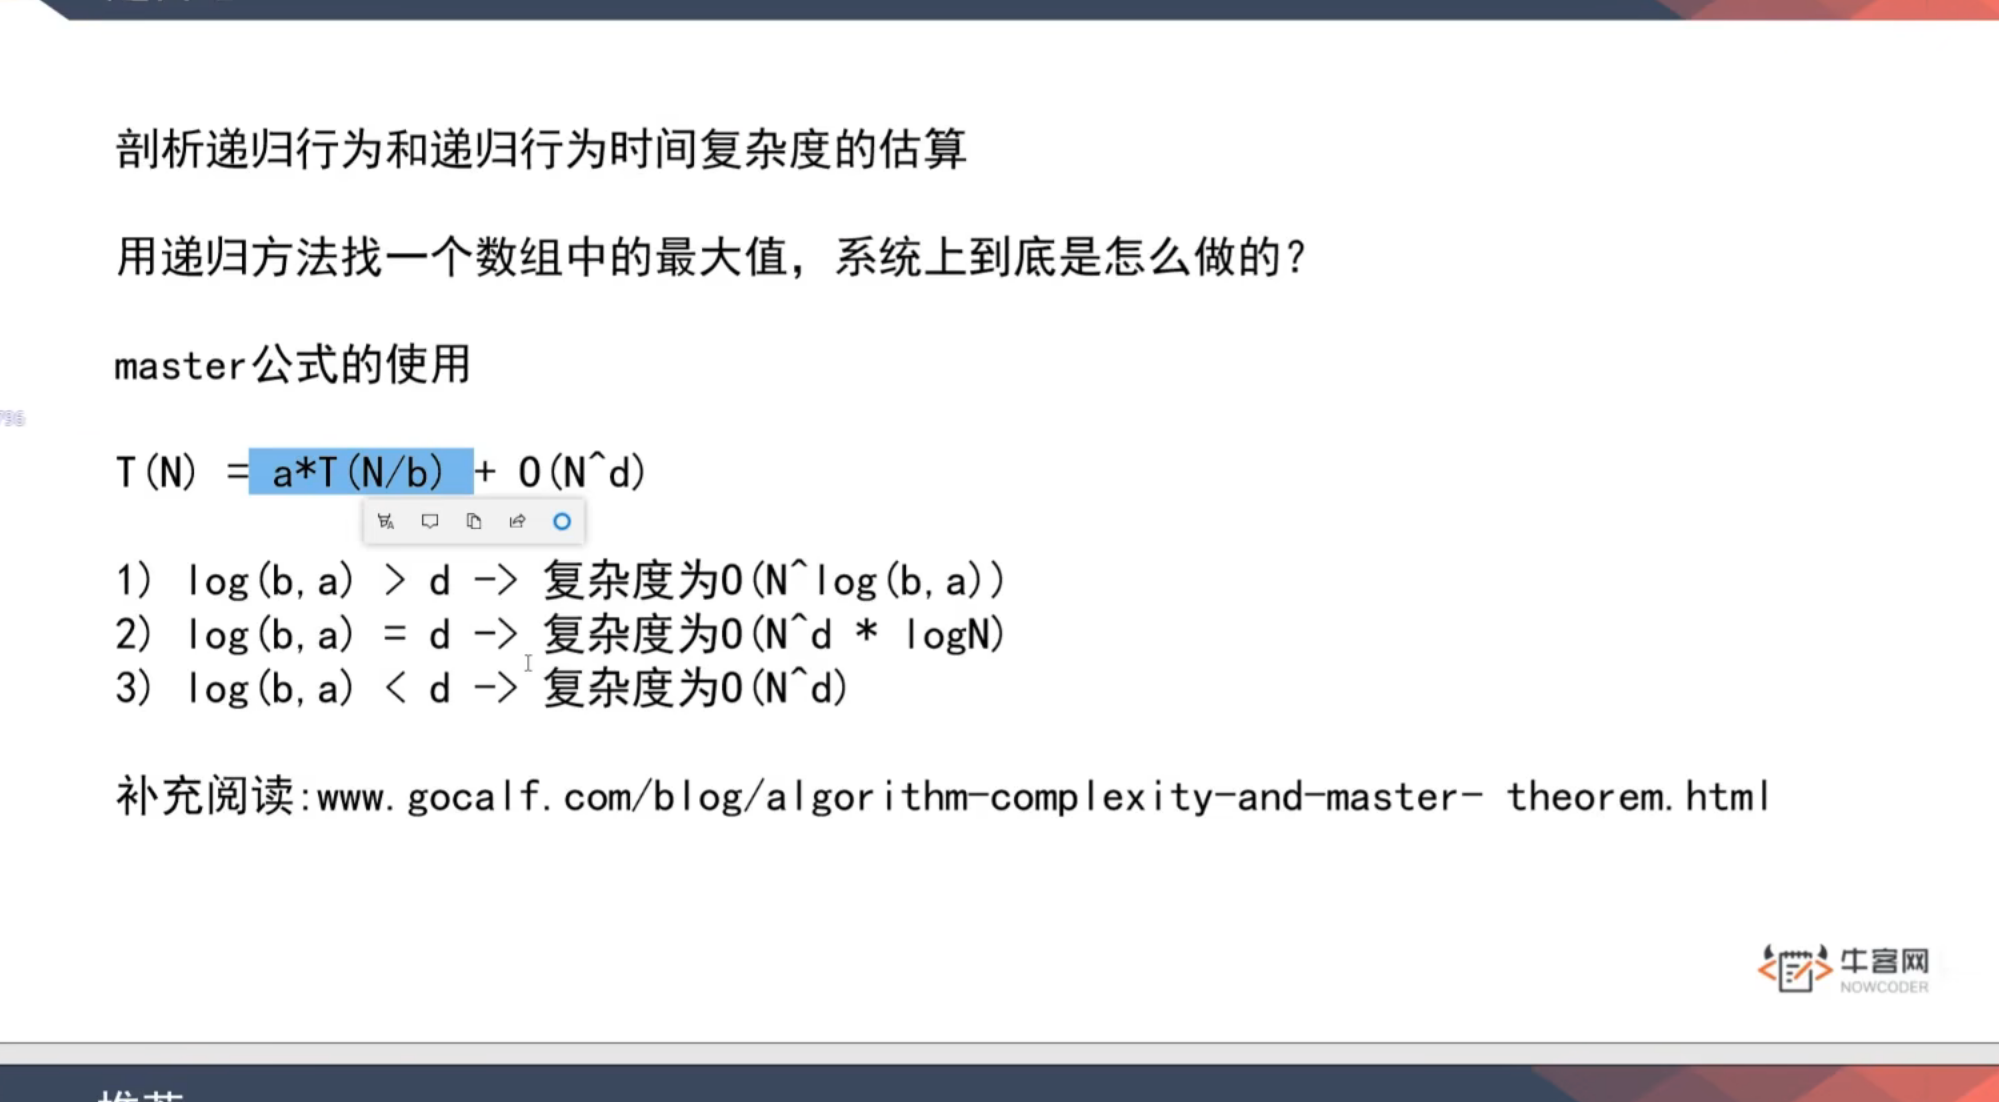 剖析递归行为和递归行为时间复杂度的估算
用递归方法找一个数组中的最大值，系统上到底是怎么做的？
master公式的使用
T(N) = a*T(N/b) + O(N^d)
1) log(b,a) > d -> 复杂度为O(N^log(b,a))
2) log(b,a) = d -> 复杂度为O(N^d * logN)
3) log(b,a) < d -> 复杂度为O(N^d)
补充阅读:www.gocalf.com/blog/algorithm-complexity-and-master- theorem.html
牛客网
NOWCODER